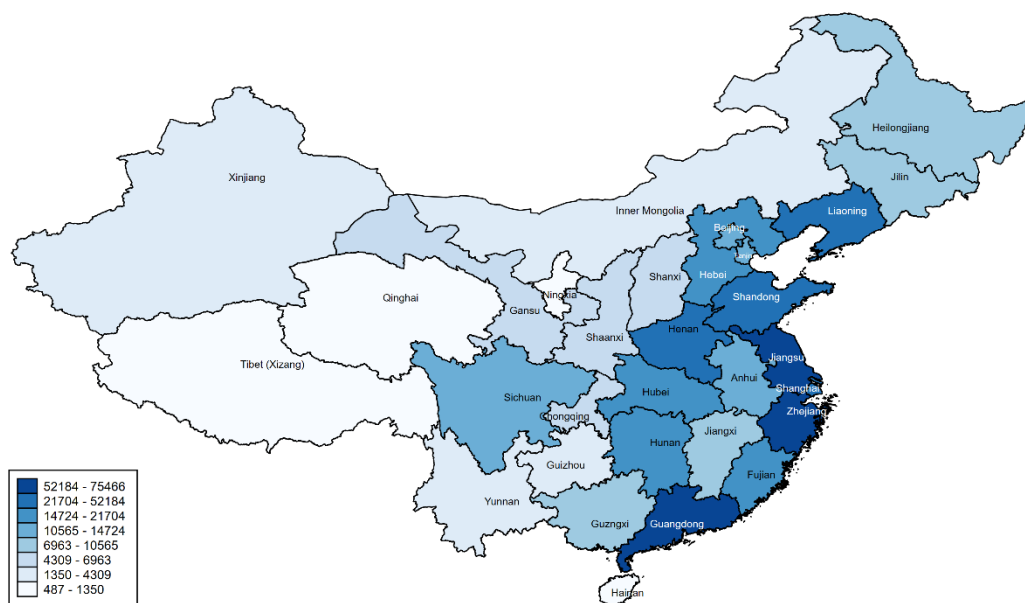 Heilongjiang
Jilin
Xinjiang
Inner Mongolia
Liaoning
Beijing
Hebei
Shanxi
Qinghai
Ningxia
Gansu
Shandong
Shaanxi
Henan
Tibet (Xizang)
Jiangsu
Anhui
Shanghai
Sichuan
Hubei
Zhejiang
Chongqing
Jiangxi
Hunan
Guizhou
Fujian
Yunnan
Guzngxi
Guangdong
Hainan
52184 - 75466
21704 - 52184
14724 - 21704
10565 - 14724
6963 - 10565
4309 - 6963
1350 - 4309
487 - 1350